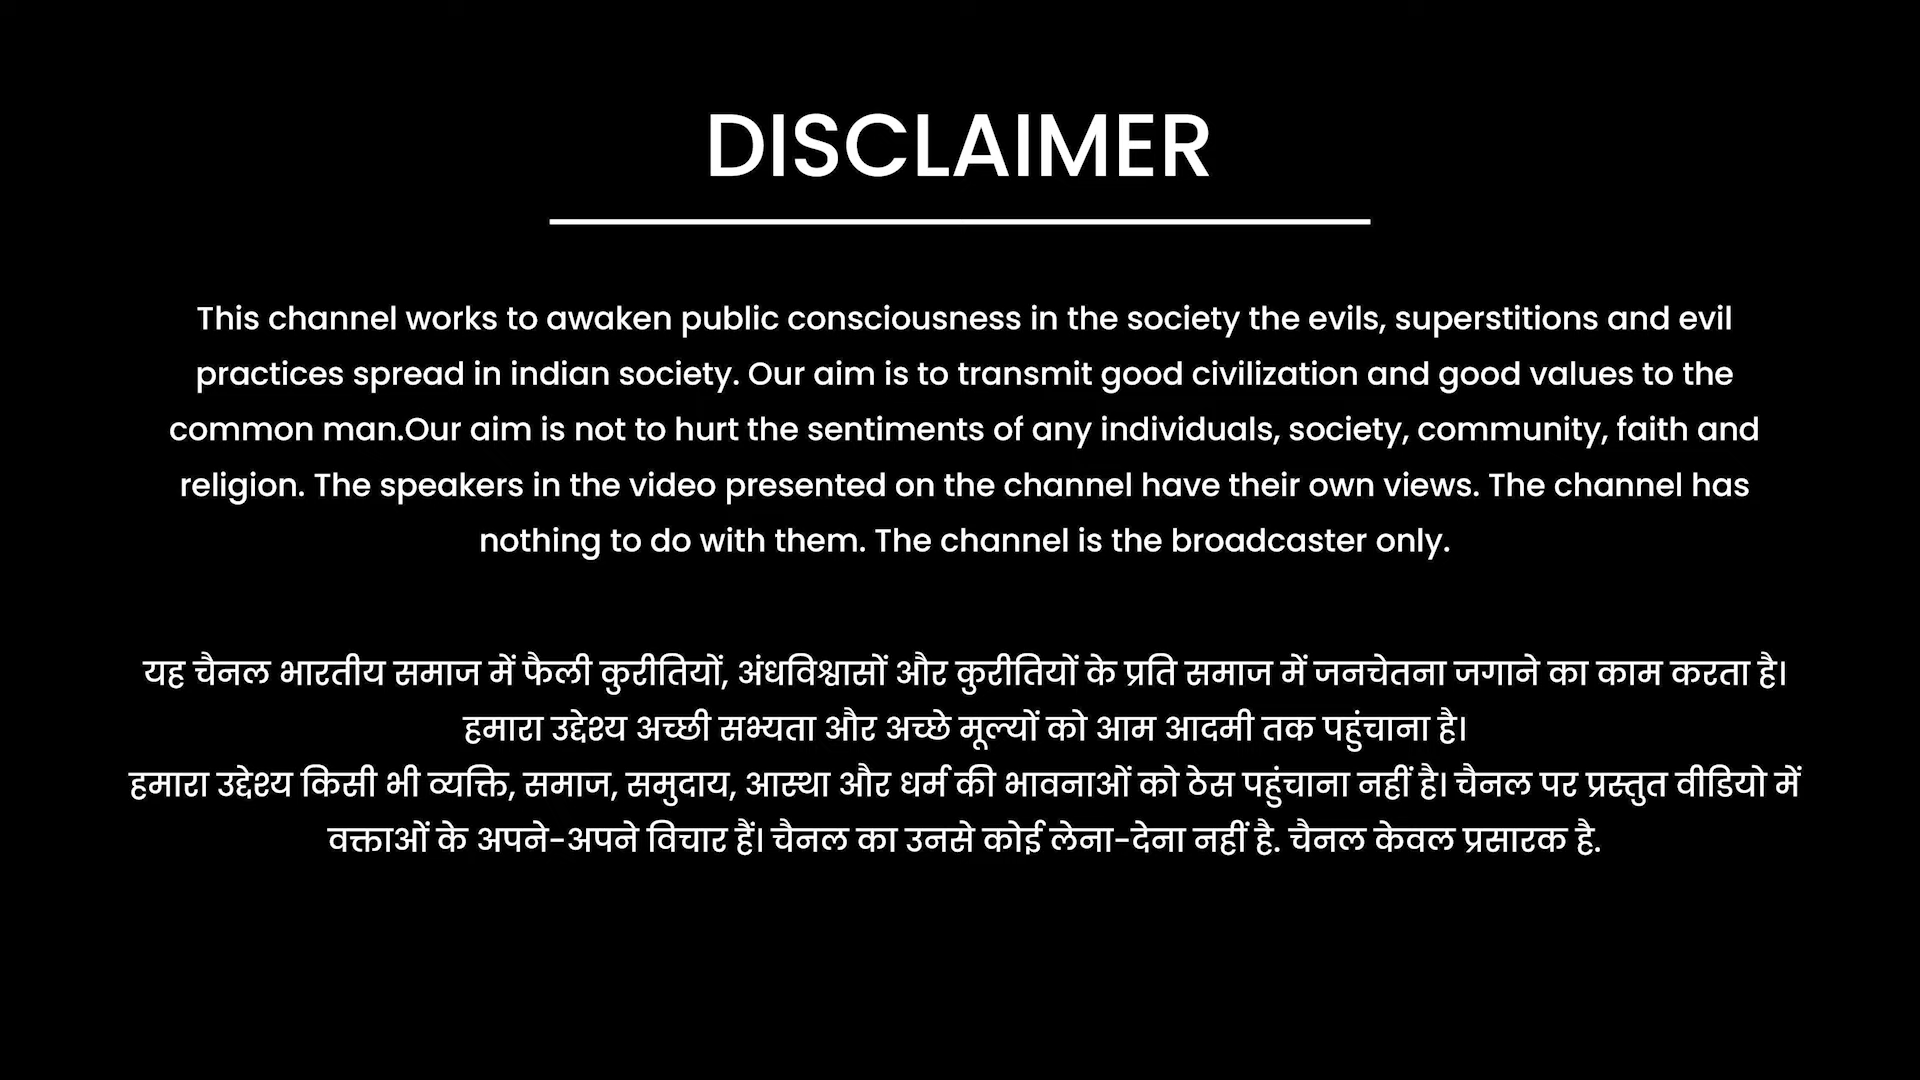 DISCLAIMER
This channel works to awaken public consciousness in the society the evils, superstitions and evil
practices spread in indian society. Our aim is to transmit good civilization and good values to the
common man.Our aim is not to hurt the sentiments of any individuals, society, community, faith and
religion. The speakers in the video presented on the channel have their own views. The channel has
nothing to do with them. The channel is the broadcaster only.
यह चैनल भारतीय समाज में फैली कुरीतियों, अंधविश्वासों और कुरीतियों के प्रति समाज में जनचेतना जगाने का काम करता है।
हमारा उद्देश्य अच्छी सभ्यता और अच्छे मूल्यों को आम आदमी तक पहुंचाना है।
हमारा उद्देश्य किसी भी व्यक्ति, समाज, समुदाय, आस्था और धर्म की भावनाओं को ठेस पहुंचाना नहीं है। चैनल पर प्रस्तुत वीडियो में
वक्ताओं के अपने-अपने विचार हैं। चैनल का उनसे कोई लेना-देना नहीं है. चैनल केवल प्रसारक है.